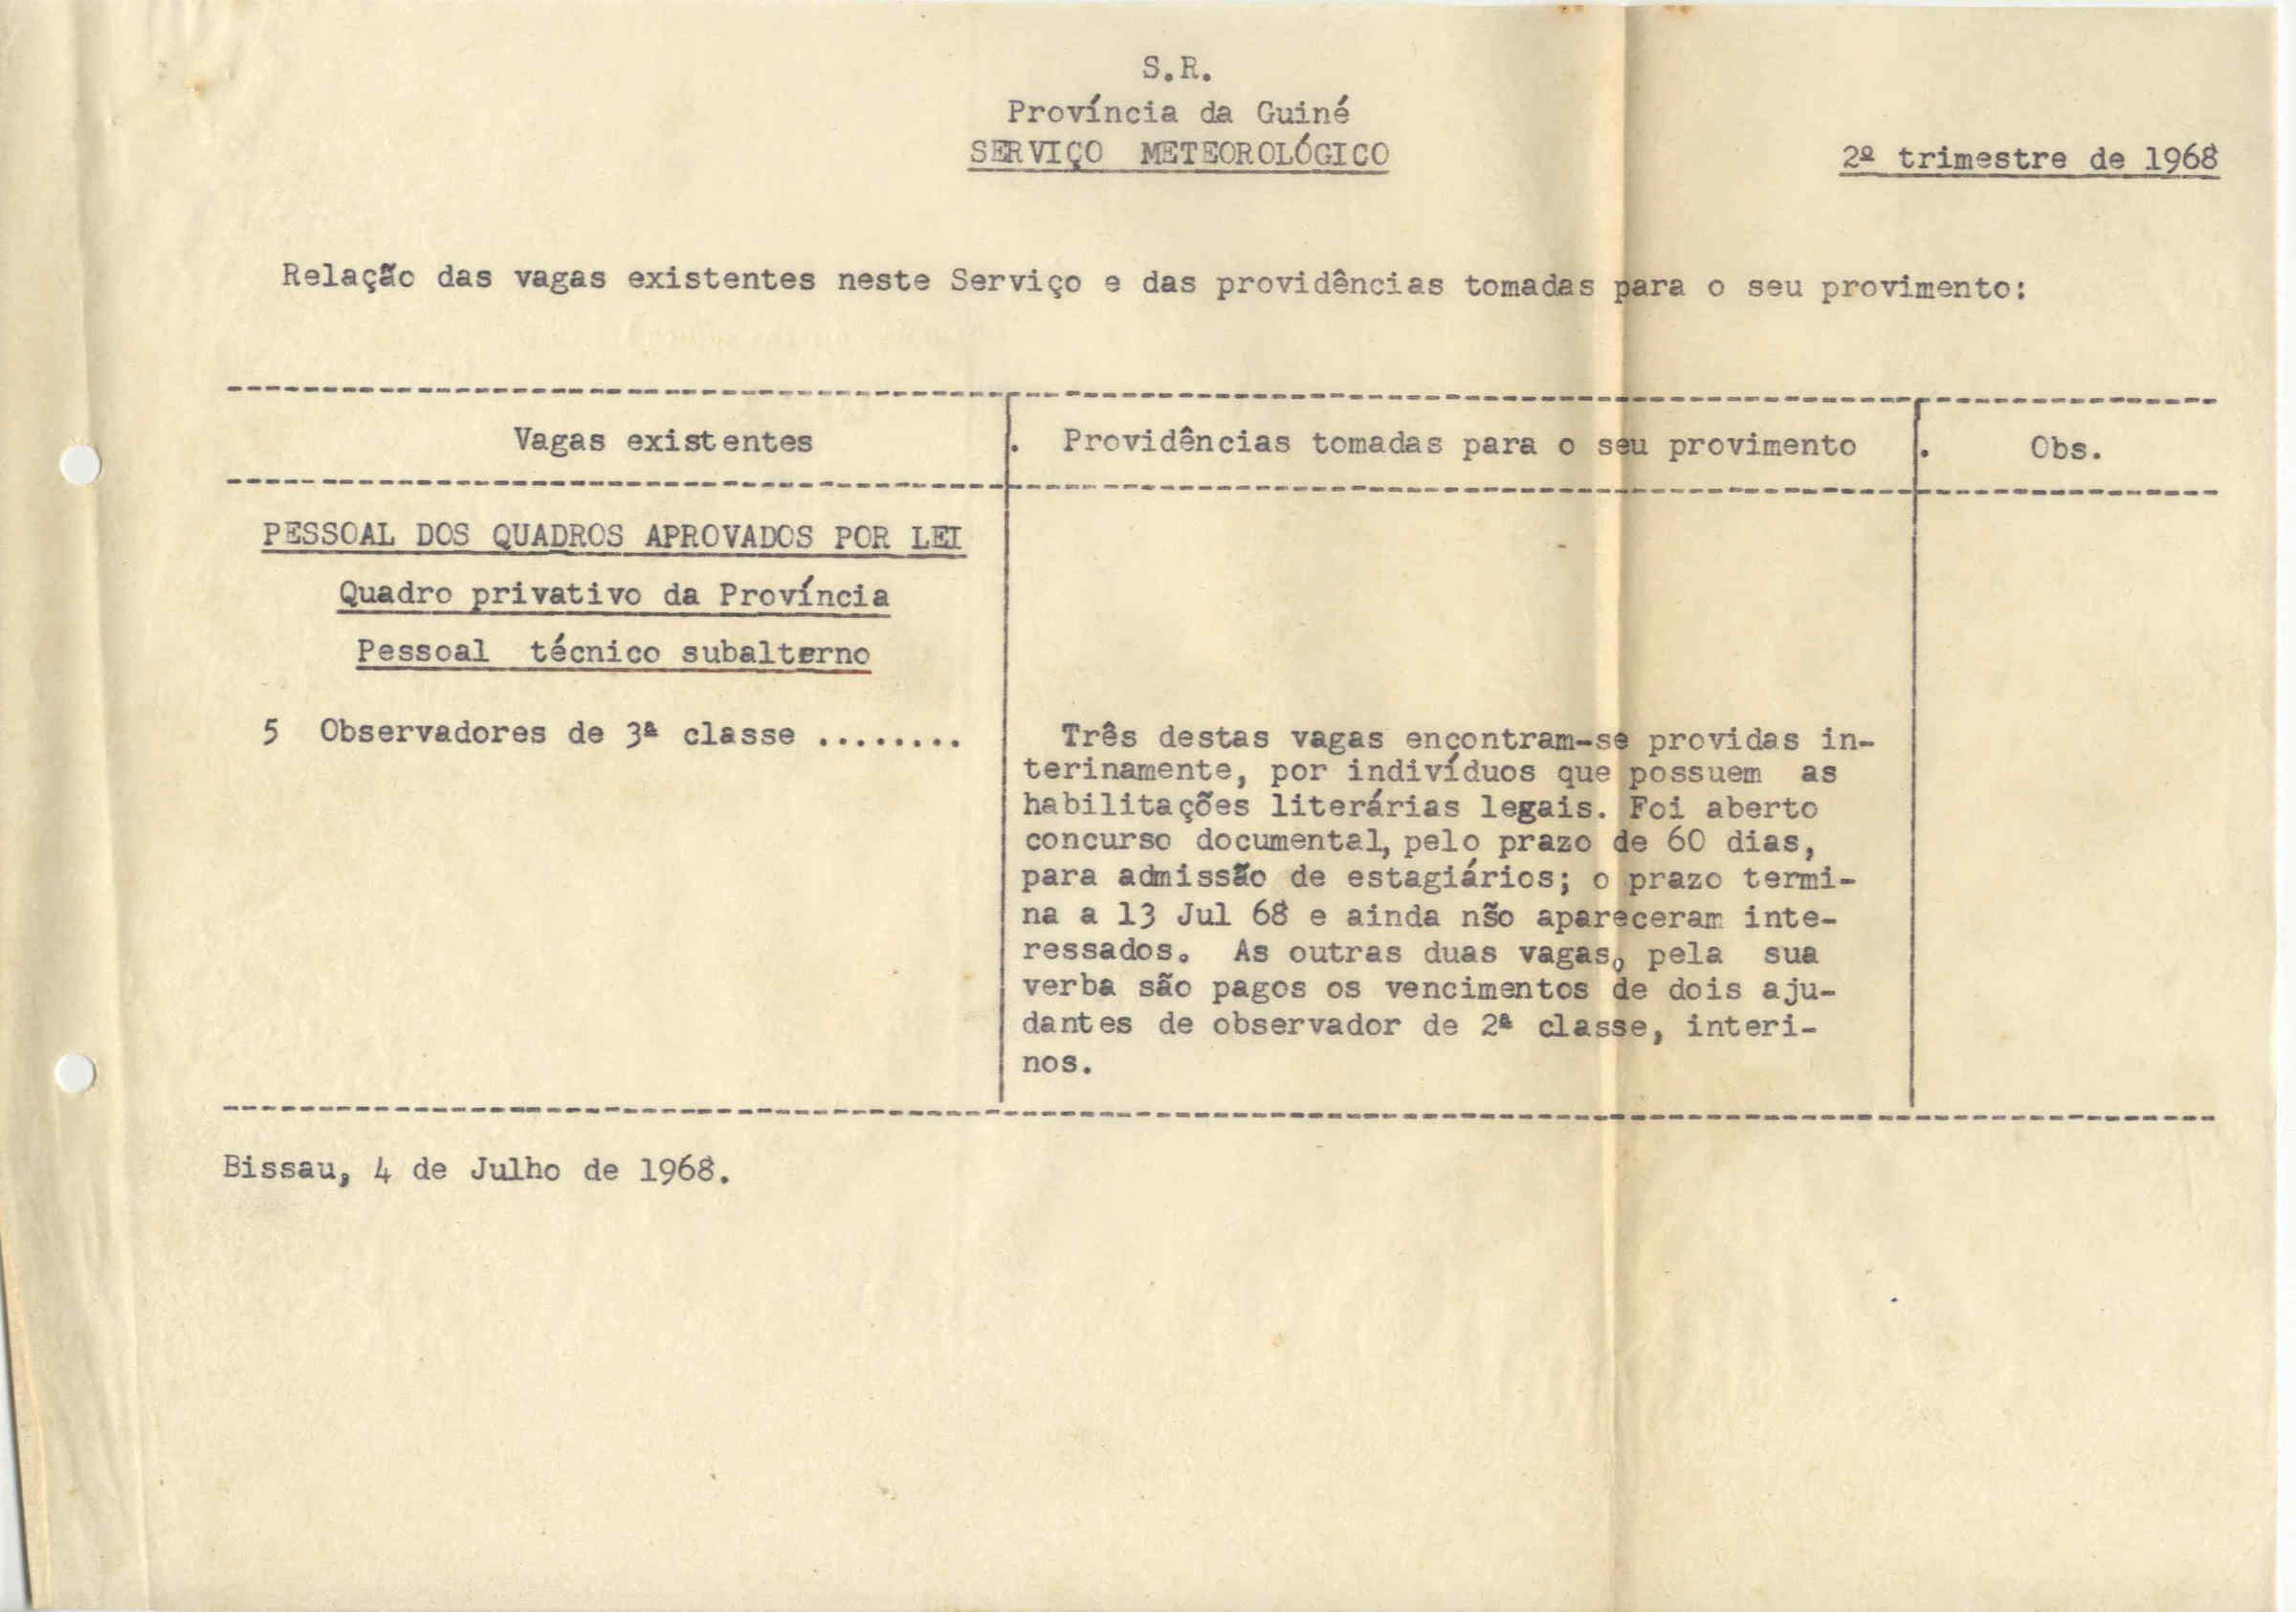 S.R.
Província da Guiné
SERVIÇO METEOROLÓGICO
2º trimestre de 1968
Relação das vagas existentes neste Serviço e das providências tomadas para o seu provimento:
Vagas existentes . Providências tomadas para o seu provimento . Obs.
PESSOAL DOS QUADROS APROVADOS POR LEI
Quadro privativo da Província
Pessoal técnico subalterno
5 Observadores de 3ª classe ........
Três destas vagas encontram-se providas in-
terinamente, por indivíduos que possuem as
habilitações literárias legais. Foi aberto
concurso documental, pelo prazo de 60 dias,
para admissão de estagiários; o prazo termi-
na a 13 Jul 68 e ainda não apareceram inte-
ressados. As outras duas vagas, pela sua
verba são pagos os vencimentos de dois aju-
dantes de observador de 2ª classe, interi-
nos.
Bissau, 4 de Julho de 1968.